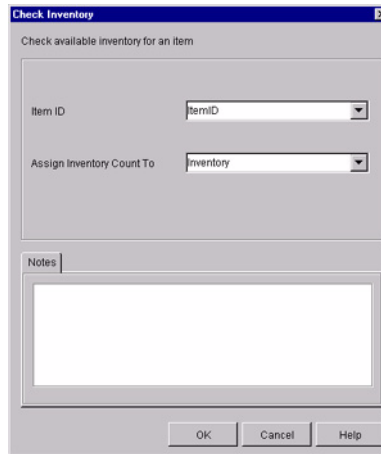 Check Inventory
Check available inventory for an item
Item ID
ItemID
Assign Inventory Count To
Inventory
Notes
OK
Cancel
Help